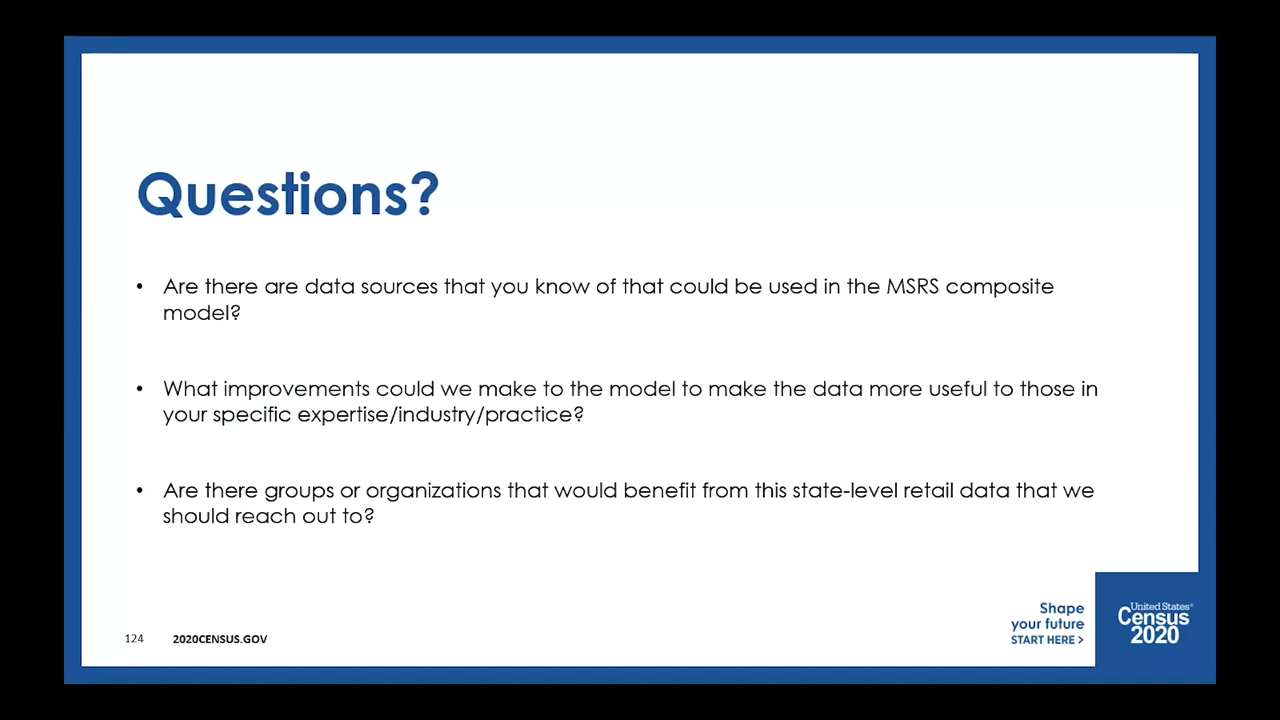 Questions?
• Are there are data sources that you know of that could be used in the MSRS composite
model?
• What improvements could we make to the model to make the data more useful to those in
your specific expertise/industry/practice?
• Are there groups or organizations that would benefit from this state-level retail data that we
should reach out to?
Shape
your future
START HERE >
United States®
Census
2020
124 2020CENSUS.GOV